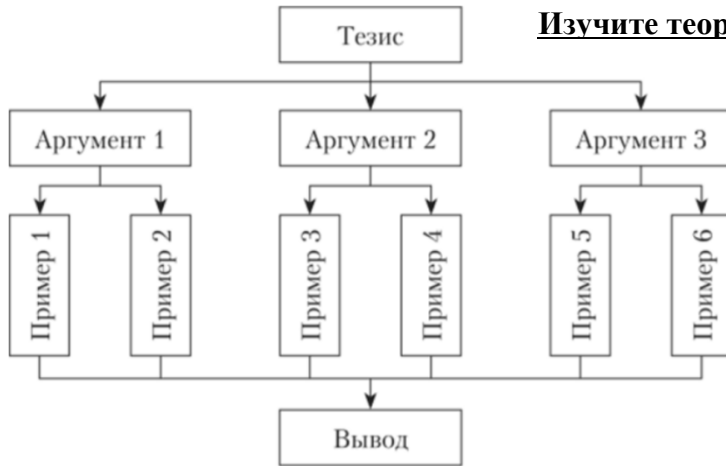 Изучите теор
Тезис
Аргумент 1
Аргумент 2
Аргумент 3
Пример 1
Пример 2
Пример 3
Пример 4
Пример 5
Пример 6
Вывод